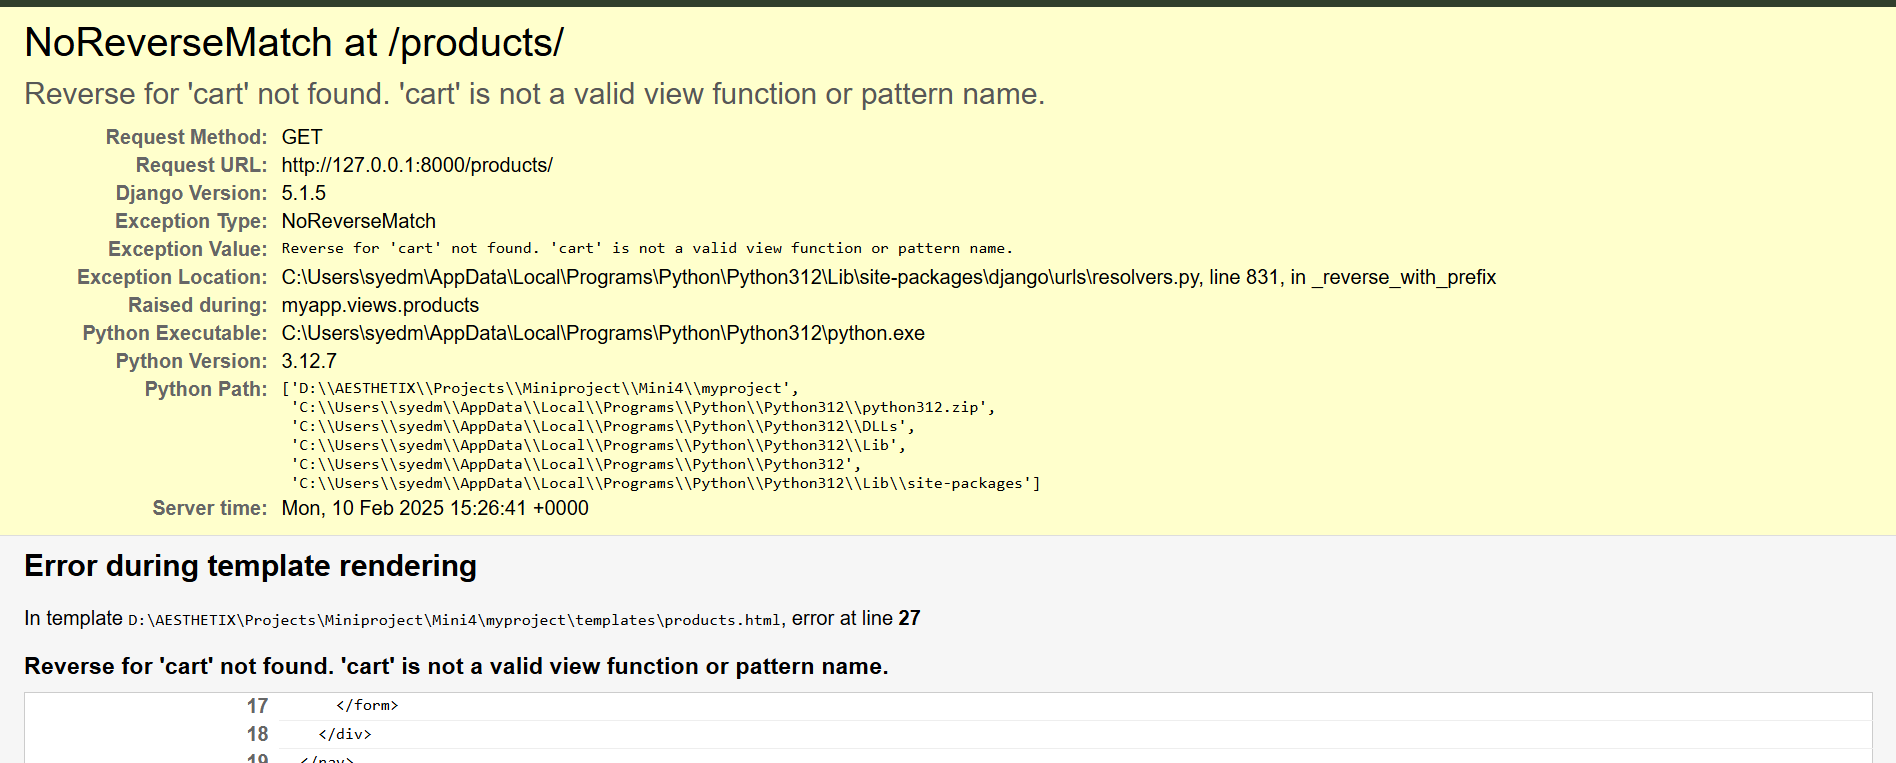 NoReverseMatch at /products/
Reverse for 'cart' not found. 'cart' is not a valid view function or pattern name.
Request Method: GET
Request URL: http://127.0.0.1:8000/products/
Django Version: 5.1.5
Exception Type: NoReverseMatch
Exception Value: Reverse for 'cart' not found. 'cart' is not a valid view function or pattern name.
Exception Location: C:\Users\syedm\AppData\Local\Programs\Python\Python312\Lib\site-packages\django\urls\resolvers.py, line 831, in _reverse_with_prefix
Raised during: myapp.views.products
Python Executable: C:\Users\syedm\AppData\Local\Programs\Python\Python312\python.exe
Python Version: 3.12.7
Python Path: ['D:\\AESTHETIX\\Projects\\Miniproject\\Mini4\\myproject',
'C:\\Users\\syedm\\AppData\\Local\\Programs\\Python\\Python312\\python312.zip',
'C:\\Users\\syedm\\AppData\\Local\\Programs\\Python\\Python312\\DLLs',
'C:\\Users\\syedm\\AppData\\Local\\Programs\\Python\\Python312\\Lib',
'C:\\Users\\syedm\\AppData\\Local\\Programs\\Python\\Python312',
'C:\\Users\\syedm\\AppData\\Local\\Programs\\Python\\Python312\\Lib\\site-packages']
Server time: Mon, 10 Feb 2025 15:26:41 +0000
Error during template rendering
In template D:\AESTHETIX\Projects\Miniproject\Mini4\myproject\templates\products.html, error at line 27
Reverse for 'cart' not found. 'cart' is not a valid view function or pattern name.
17 </form>
18 </div>
19 </nav>